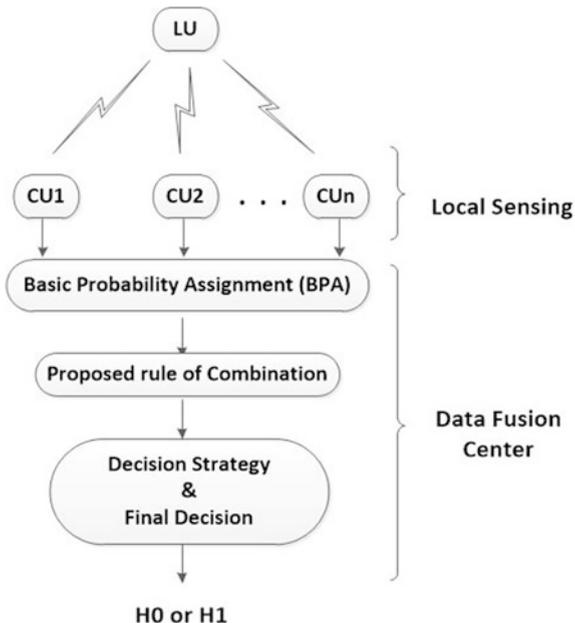 LU
CU1 CU2 . . . CUn
Local Sensing
Basic Probability Assignment (BPA)
Proposed rule of Combination
Data Fusion
Center
Decision Strategy
&
Final Decision
H0 or H1